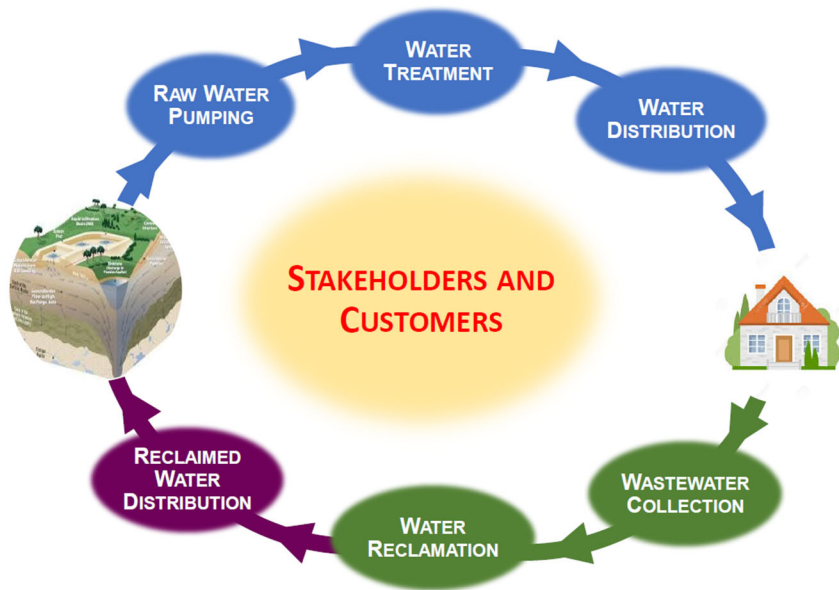 WATER
TREATMENT
RAW WATER
PUMPING
WATER
DISTRIBUTION
STAKEHOLDERS AND
CUSTOMERS
RECLAIMED
WATER
DISTRIBUTION
WASTEWATER
COLLECTION
WATER
RECLAMATION